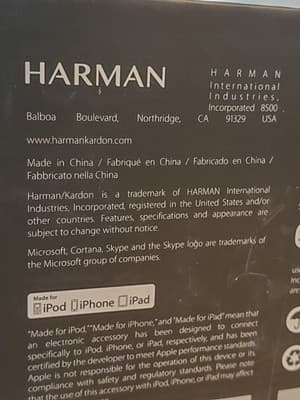 HARMAN
HARMAN
International
Industries,
Incorporated 8500
Balboa Boulevard, Northridge, CA 91329 USA
www.harmankardon.com
Made in China / Fabriqué en China / Fabricado en China /
Fabbricato nella China
Harman/Kardon is a trademark of HARMAN International
Industries, Incorporated, registered in the United States and/or
other countries. Features, specifications and appearance are
subject to change without notice.
Microsoft, Cortana, Skype and the Skype logo are trademarks of
the Microsoft group of companies.
Made for
iPod iPhone iPad
"Made for iPod," "Made for iPhone," and "Made for iPad" mean that
an electronic accessory has been designed to connect
specifically to iPod, iPhone, or iPad, respectively, and has been
certified by the developer to meet Apple performance standards.
Apple is not responsible for the operation of this device or its
compliance with safety and regulatory standards. Please note
that the use of this accessory with iPod, iPhone, or iPad may affect